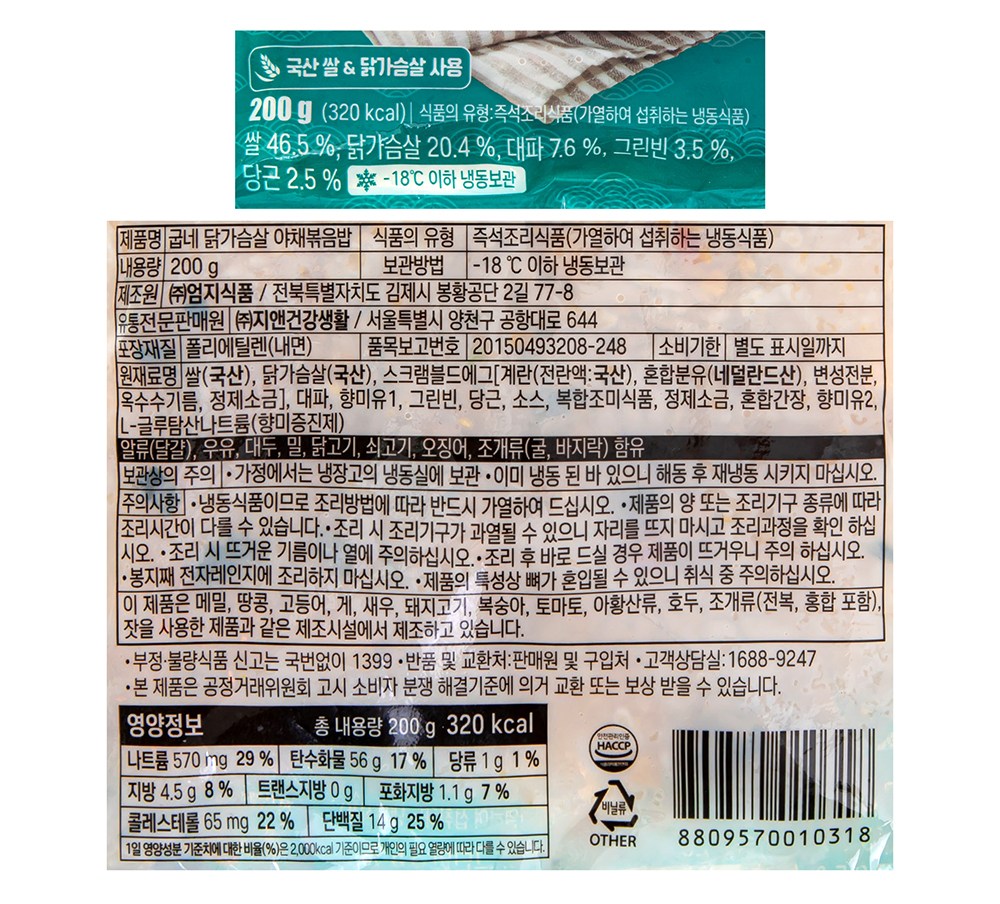 국산 쌀 & 닭가슴살 사용
200 g (320 kcal) 식품의 유형:즉석조리식품(가열하여 섭취하는 냉동식품)
쌀 46.5 %, 닭가슴살 20.4 %, 대파 7.6 %, 그린빈 3.5 %,
당근 2.5 % -18℃ 이하 냉동보관
제품명 굽네 닭가슴살 야채볶음밥 식품의 유형 즉석조리식품(가열하여 섭취하는 냉동식품)
내용량 200 g 보관방법 -18 ℃ 이하 냉동보관
제조원 ㈜엄지식품 / 전북특별자치도 김제시 봉황공단 2길 77-8
유통전문판매원 ㈜지앤건강생활 / 서울특별시 양천구 공항대로 644
포장재질 폴리에틸렌(내면) 품목보고번호 20150493208-248 소비기한 별도 표시일까지
원재료명 쌀(국산), 닭가슴살(국산), 스크램블드에그[계란(전란액:국산), 혼합분유(네덜란드산), 변성전분,
옥수수기름, 정제소금], 대파, 향미유1, 그린빈, 당근, 소스, 복합조미식품, 정제소금, 혼합간장, 향미유2,
L-글루탐산나트륨(향미증진제)
알류(달걀), 우유, 대두, 밀, 닭고기, 쇠고기, 오징어, 조개류(굴, 바지락) 함유
보관상의 주의 •가정에서는 냉장고의 냉동실에 보관 •이미 냉동 된 바 있으니 해동 후 재냉동 시키지 마십시오.
주의사항 •냉동식품이므로 조리방법에 따라 반드시 가열하여 드십시오. •제품의 양 또는 조리기구 종류에 따라
조리시간이 다를 수 있습니다. •조리 시 조리기구가 과열될 수 있으니 자리를 뜨지 마시고 조리과정을 확인 하십
시오. •조리 시 뜨거운 기름이나 열에 주의하십시오. •조리 후 바로 드실 경우 제품이 뜨거우니 주의 하십시오.
•봉지째 전자레인지에 조리하지 마십시오. •제품의 특성상 뼈가 혼입될 수 있으니 취식 중 주의하십시오.
이 제품은 메밀, 땅콩, 고등어, 게, 새우, 돼지고기, 복숭아, 토마토, 아황산류, 호두, 조개류(전복, 홍합 포함),
잣을 사용한 제품과 같은 제조시설에서 제조하고 있습니다.
•부정·불량식품 신고는 국번없이 1399 •반품 및 교환처:판매원 및 구입처 •고객상담실:1688-9247
•본 제품은 공정거래위원회 고시 소비자 분쟁 해결기준에 의거 교환 또는 보상 받을 수 있습니다.
영양정보 총 내용량 200 g 320 kcal
나트륨 570 mg 29 % 탄수화물 56 g 17 % 당류 1 g 1 %
지방 4.5 g 8 % 트랜스지방 0 g 포화지방 1.1 g 7 %
콜레스테롤 65 mg 22 % 단백질 14 g 25 %
1일 영양성분 기준치에 대한 비율(%)은 2,000kcal 기준이므로 개인의 필요 열량에 따라 다를 수 있습니다.
안전관리인증
HACCP
비닐류
OTHER
8809570010318